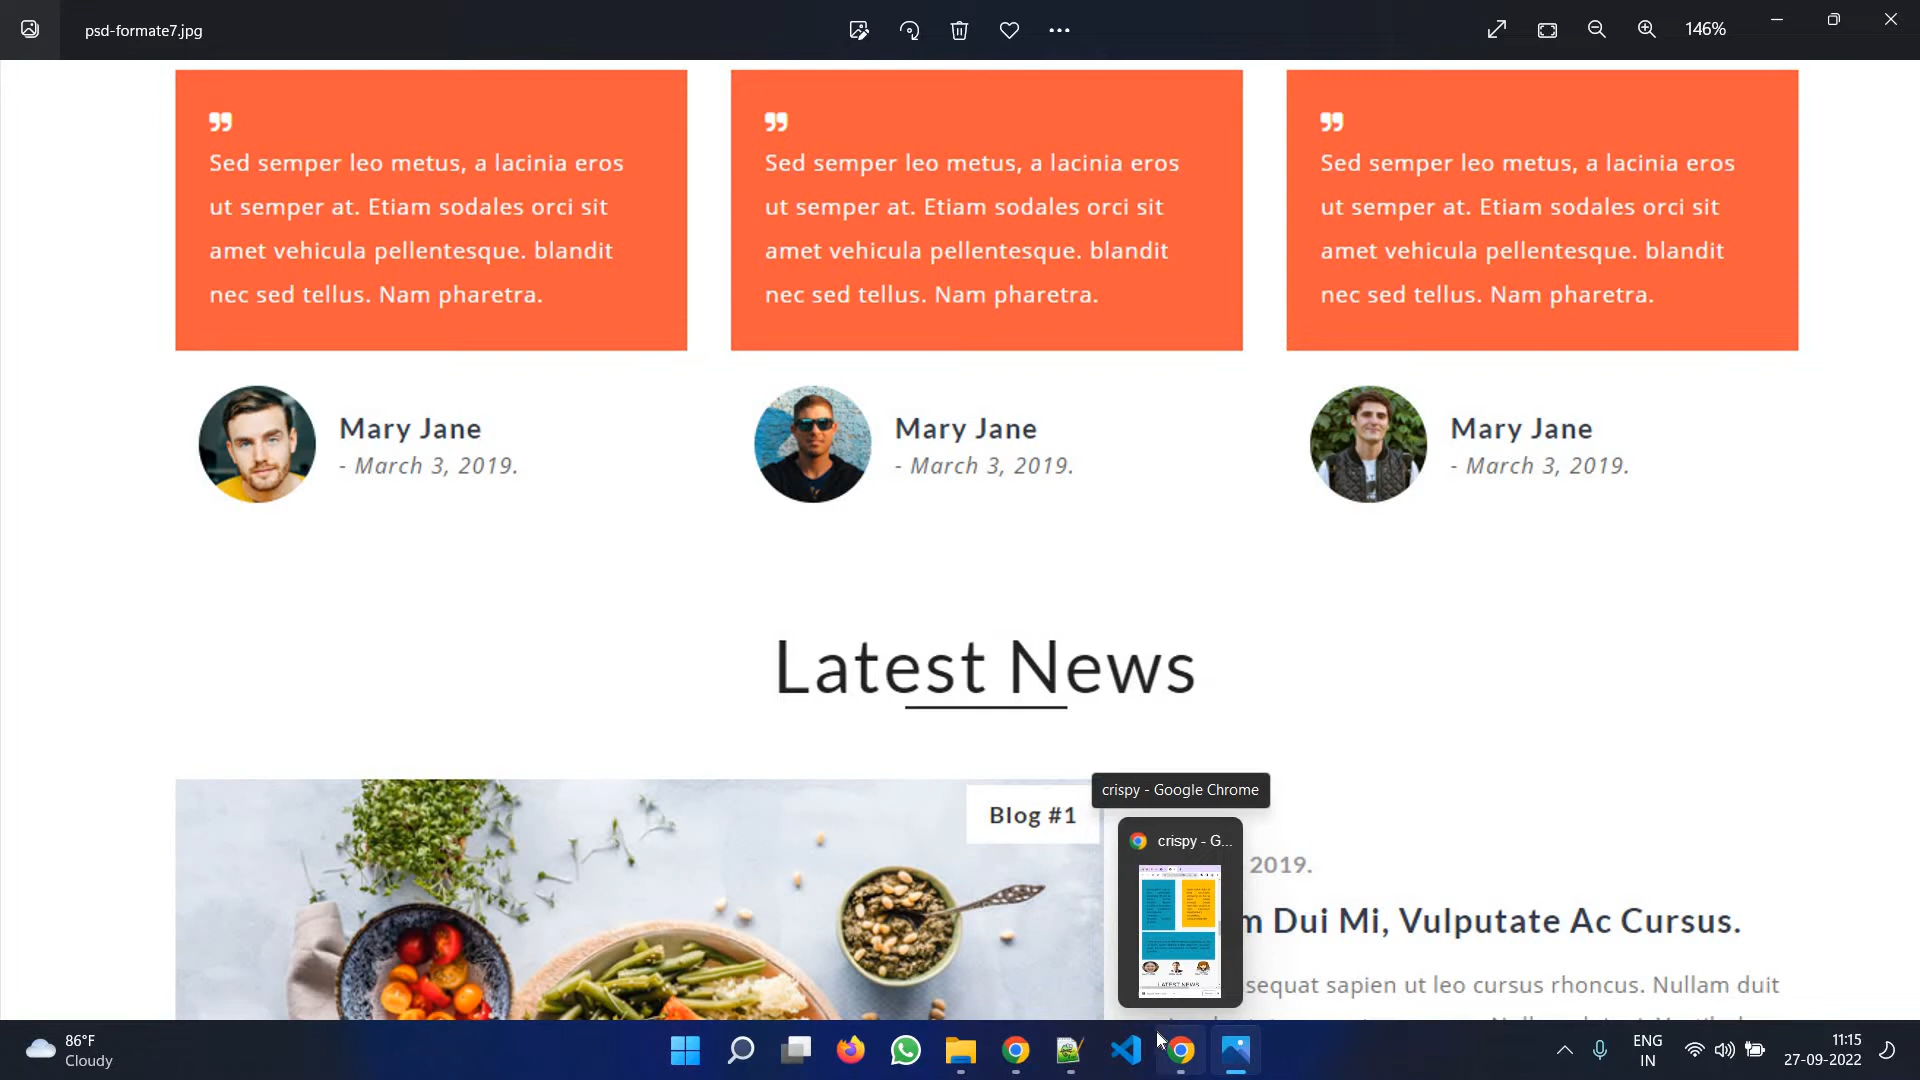 psd-formate7.jpg
146%
Sed semper leo metus, a lacinia eros
ut semper at. Etiam sodales orci sit
amet vehicula pellentesque. blandit
nec sed tellus. Nam pharetra.
Sed semper leo metus, a lacinia eros
ut semper at. Etiam sodales orci sit
amet vehicula pellentesque. blandit
nec sed tellus. Nam pharetra.
Sed semper leo metus, a lacinia eros
ut semper at. Etiam sodales orci sit
amet vehicula pellentesque. blandit
nec sed tellus. Nam pharetra.
Mary Jane
- March 3, 2019.
Mary Jane
- March 3, 2019.
Mary Jane
- March 3, 2019.
Latest News
Blog #1
crispy - Google Chrome
crispy - G...
LATEST NEWS
2019.
m Dui Mi, Vulputate Ac Cursus.
sequat sapien ut leo cursus rhoncus. Nullam duit
86°F
Cloudy
ENG
IN
11:15
27-09-2022